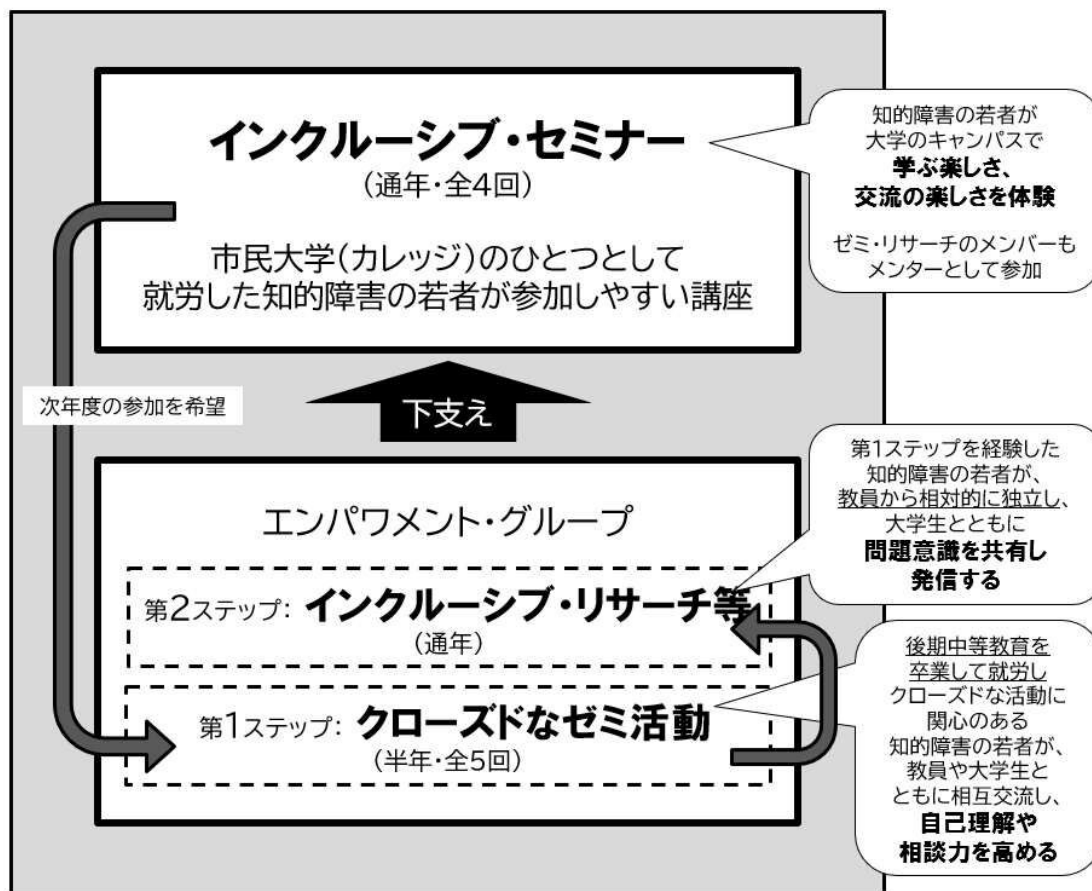 インクルーシブ・セミナー
(通年・全4回)
市民大学(カレッジ)のひとつとして
就労した知的障害の若者が参加しやすい講座
知的障害の若者が
大学のキャンパスで
学ぶ楽しさ、
交流の楽しさを体験
ゼミ・リサーチのメンバーも
メンターとして参加
次年度の参加を希望
下支え
エンパワメント・グループ
第2ステップ: インクルーシブ・リサーチ等
(通年)
第1ステップ: クローズドなゼミ活動
(半年・全5回)
第1ステップを経験した
知的障害の若者が、
教員から相対的に独立し、
大学生とともに
問題意識を共有し
発信する
後期中等教育を
卒業して就労し
クローズドな活動に
関心のある
知的障害の若者が、
教員や大学生と
ともに相互交流し、
自己理解や
相談力を高める